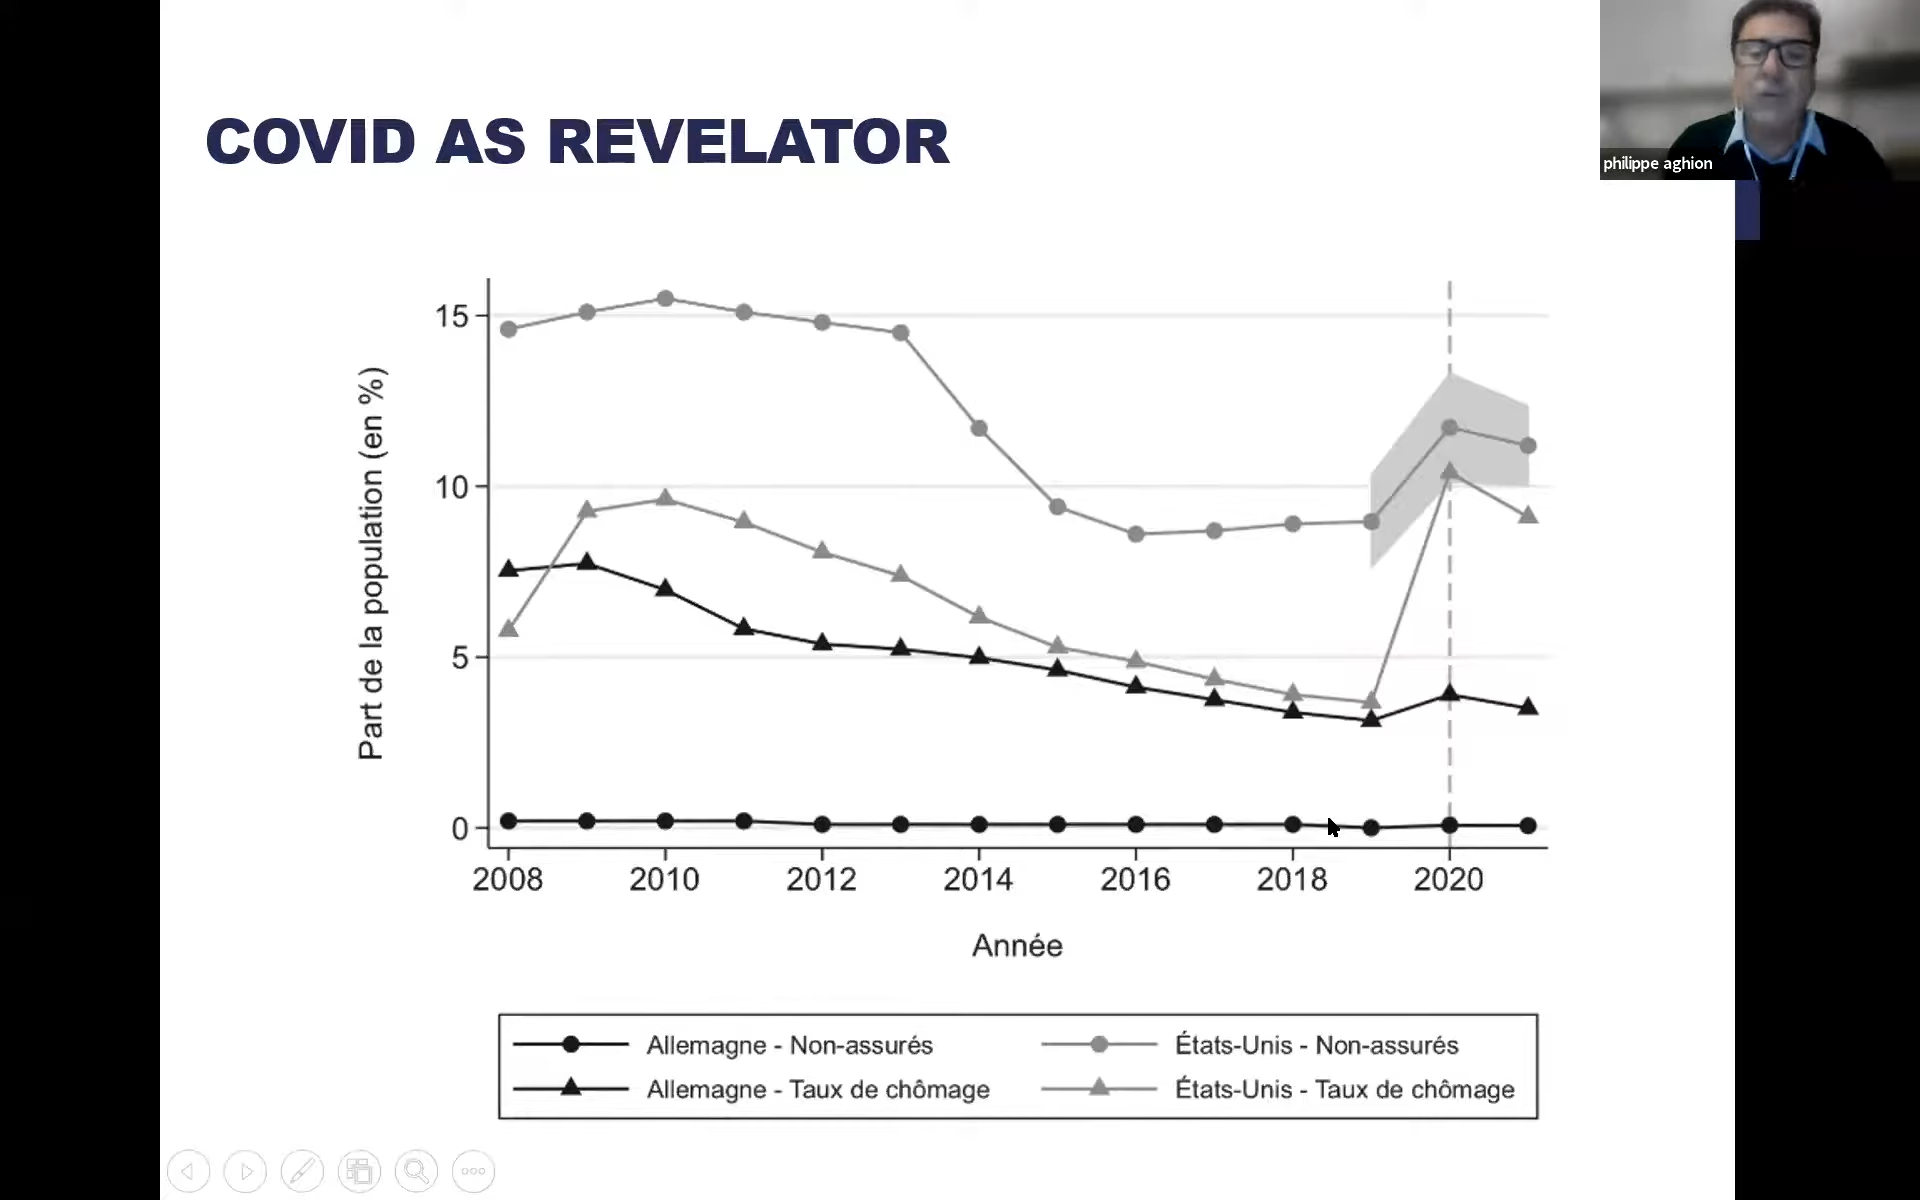 COVID AS REVELATOR
philippe aghion
Part de la population (en %)
15
10
5
0
2008 2010 2012 2014 2016 2018 2020
Année
Allemagne - Non-assurés États-Unis - Non-assurés
Allemagne - Taux de chômage États-Unis - Taux de chômage